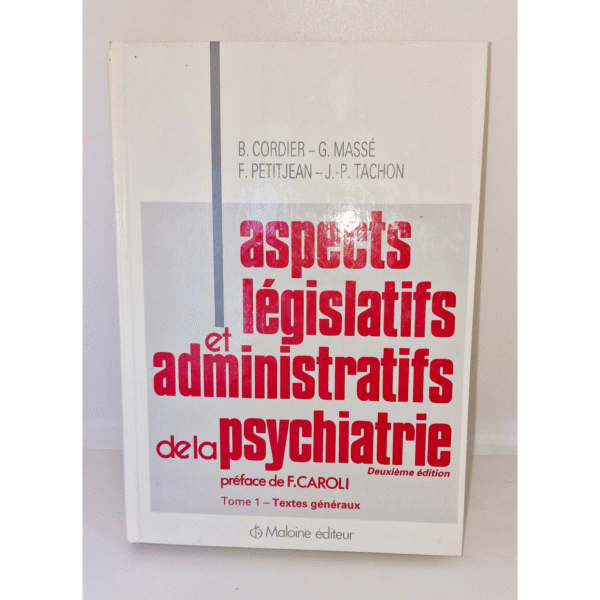 B. CORDIER – G. MASSÉ
F. PETITJEAN – J.-P. TACHON
aspects
législatifs
et
administratifs
de la psychiatrie
Deuxième édition
préface de F. CAROLI
Tome 1 – Textes généraux
Maloine éditeur